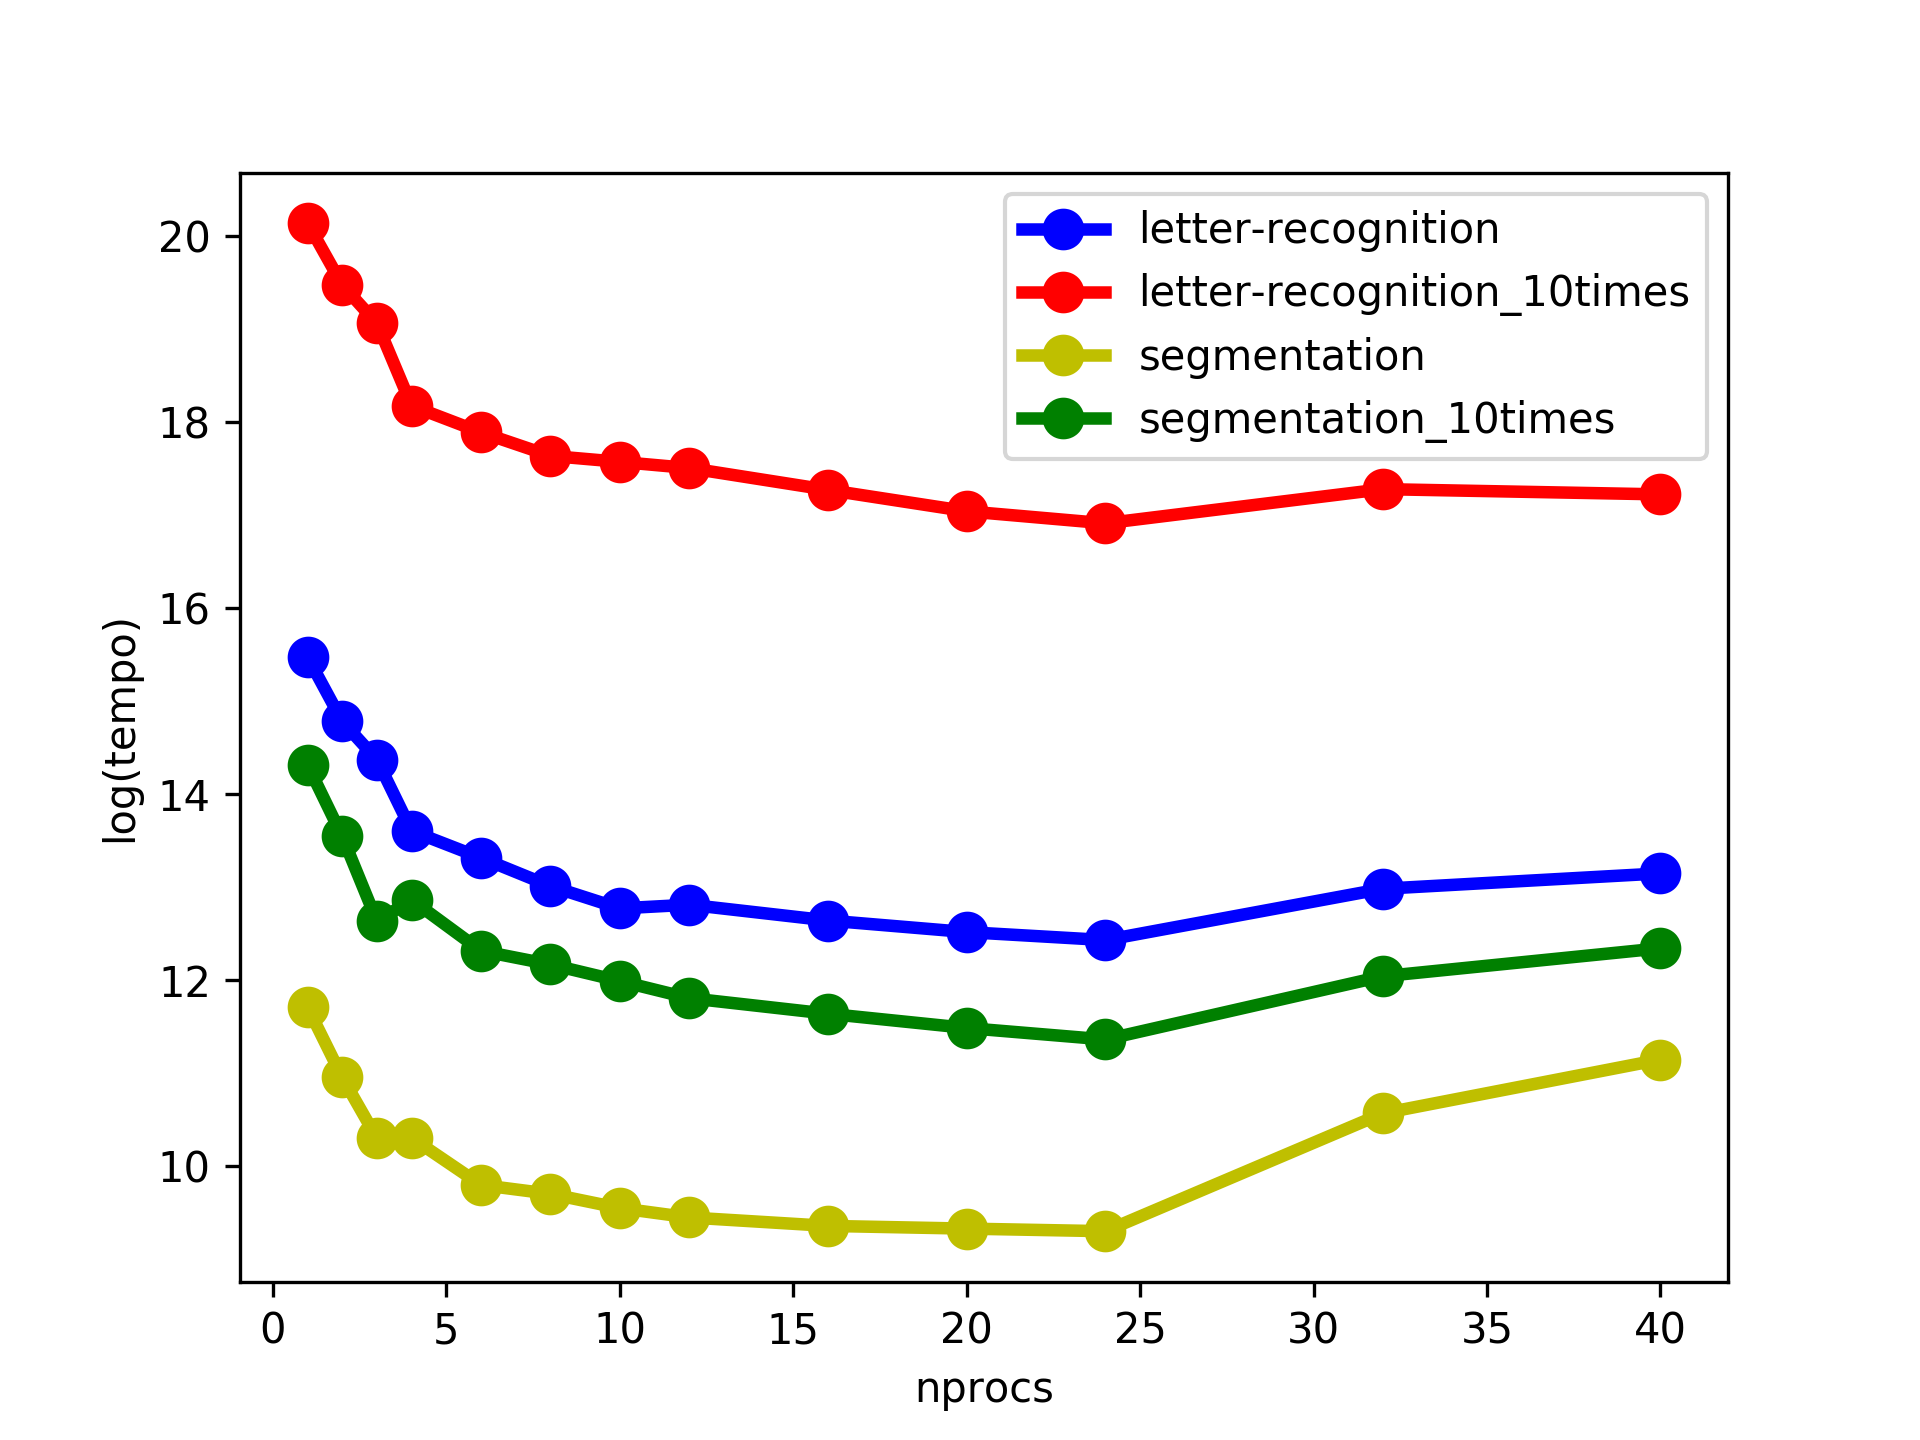 letter-recognition
letter-recognition_10times
segmentation
segmentation_10times
log(tempo)
20
18
16
14
12
10
0 5 10 15 20 25 30 35 40
nprocs